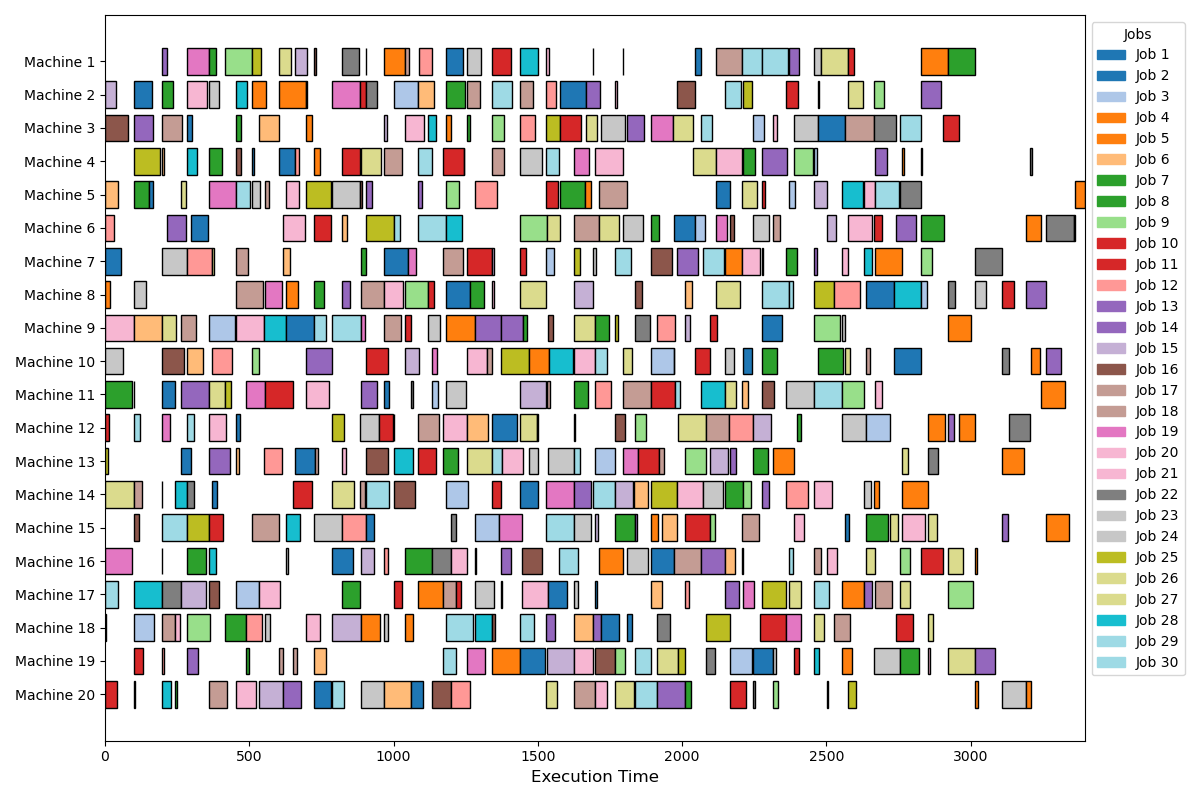 Machine 1
Machine 2
Machine 3
Machine 4
Machine 5
Machine 6
Machine 7
Machine 8
Machine 9
Machine 10
Machine 11
Machine 12
Machine 13
Machine 14
Machine 15
Machine 16
Machine 17
Machine 18
Machine 19
Machine 20
0 500 1000 1500 2000 2500 3000
Execution Time
Jobs
Job 1
Job 2
Job 3
Job 4
Job 5
Job 6
Job 7
Job 8
Job 9
Job 10
Job 11
Job 12
Job 13
Job 14
Job 15
Job 16
Job 17
Job 18
Job 19
Job 20
Job 21
Job 22
Job 23
Job 24
Job 25
Job 26
Job 27
Job 28
Job 29
Job 30